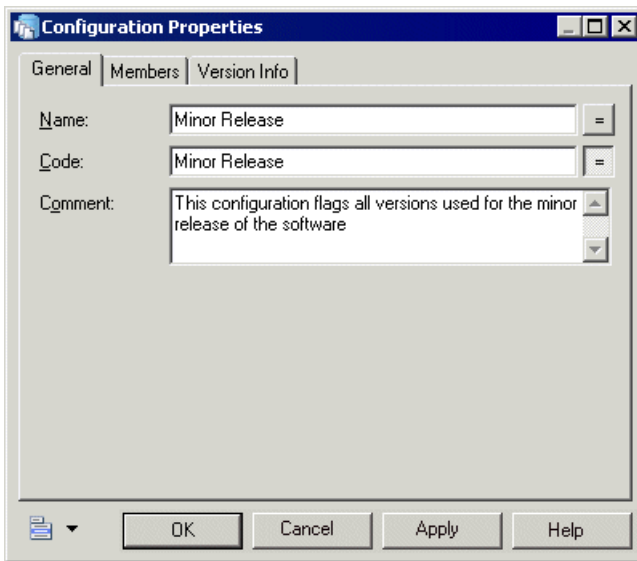 Configuration Properties
General Members Version Info
Name: Minor Release =
Code: Minor Release =
Comment: This configuration flags all versions used for the minor
release of the software
OK Cancel Apply Help